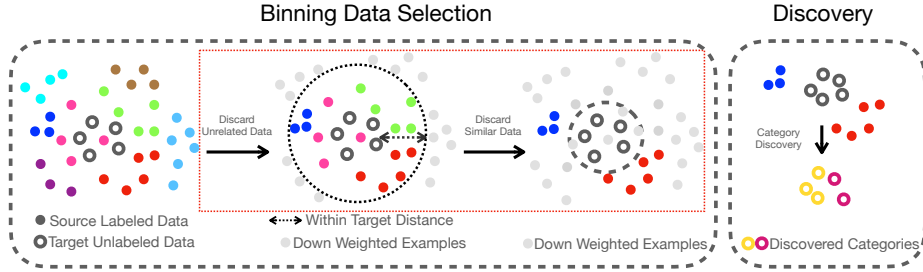 Binning Data Selection
Discovery
Discard
Unrelated Data
Discard
Similar Data
Category
Discovery
Source Labeled Data
Within Target Distance
Target Unlabeled Data
Down Weighted Examples
Down Weighted Examples
Discovered Categories